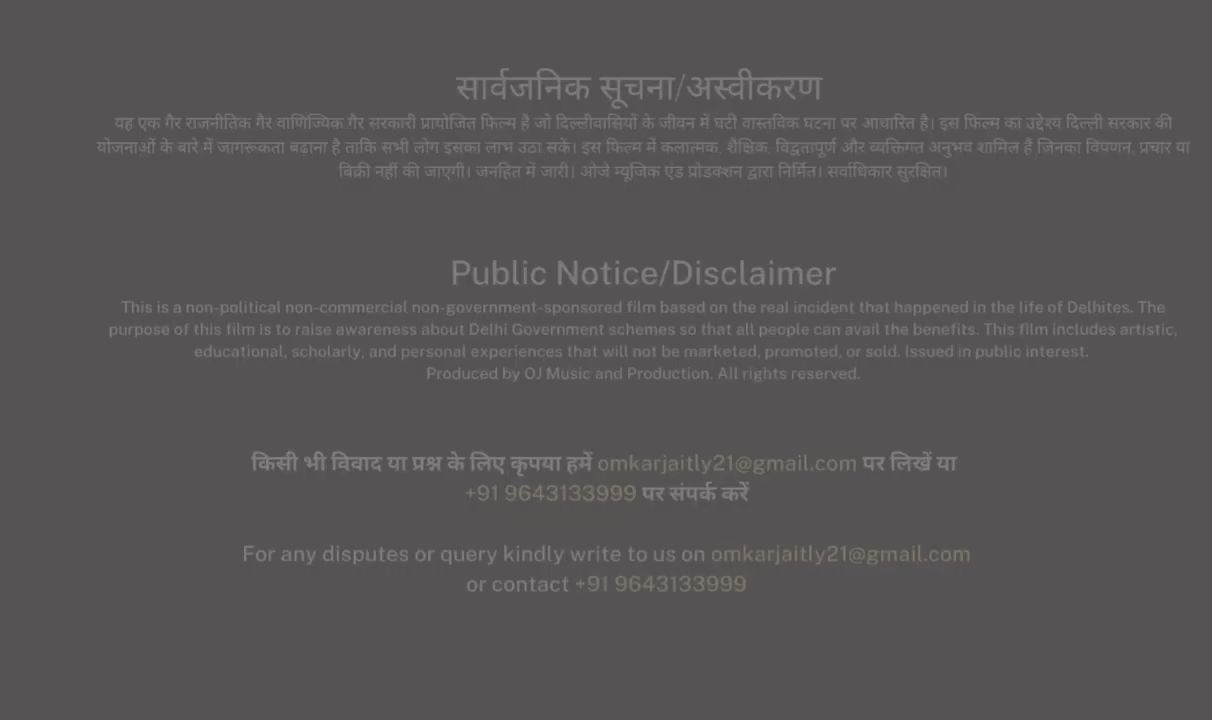 सार्वजनिक सूचना/अस्वीकरण
यह एक गैर राजनीतिक गैर वाणिज्यिक गैर सरकारी प्रायोजित फिल्म है जो दिल्लीवासियों के जीवन में घटी वास्तविक घटना पर आधारित है। इस फिल्म का उद्देश्य दिल्ली सरकार की
योजनाओं के बारे में जागरूकता बढ़ाना है ताकि सभी लोग इसका लाभ उठा सकें। इस फिल्म में कलात्मक, शैक्षिक, विद्वतापूर्ण और व्यक्तिगत अनुभव शामिल हैं जिनका विपणन, प्रचार या
बिक्री नहीं की जाएगी। जनहित में जारी। ओजे म्यूजिक एंड प्रोडक्शन द्वारा निर्मित। सर्वाधिकार सुरक्षित।
Public Notice/Disclaimer
This is a non-political non-commercial non-government-sponsored film based on the real incident that happened in the life of Delhites. The
purpose of this film is to raise awareness about Delhi Government schemes so that all people can avail the benefits. This film includes artistic,
educational, scholarly, and personal experiences that will not be marketed, promoted, or sold. Issued in public interest.
Produced by OJ Music and Production. All rights reserved.
किसी भी विवाद या प्रश्न के लिए कृपया हमें omkarjaitly21@gmail.com पर लिखें या
+91 9643133999 पर संपर्क करें
For any disputes or query kindly write to us on omkarjaitly21@gmail.com
or contact +91 9643133999